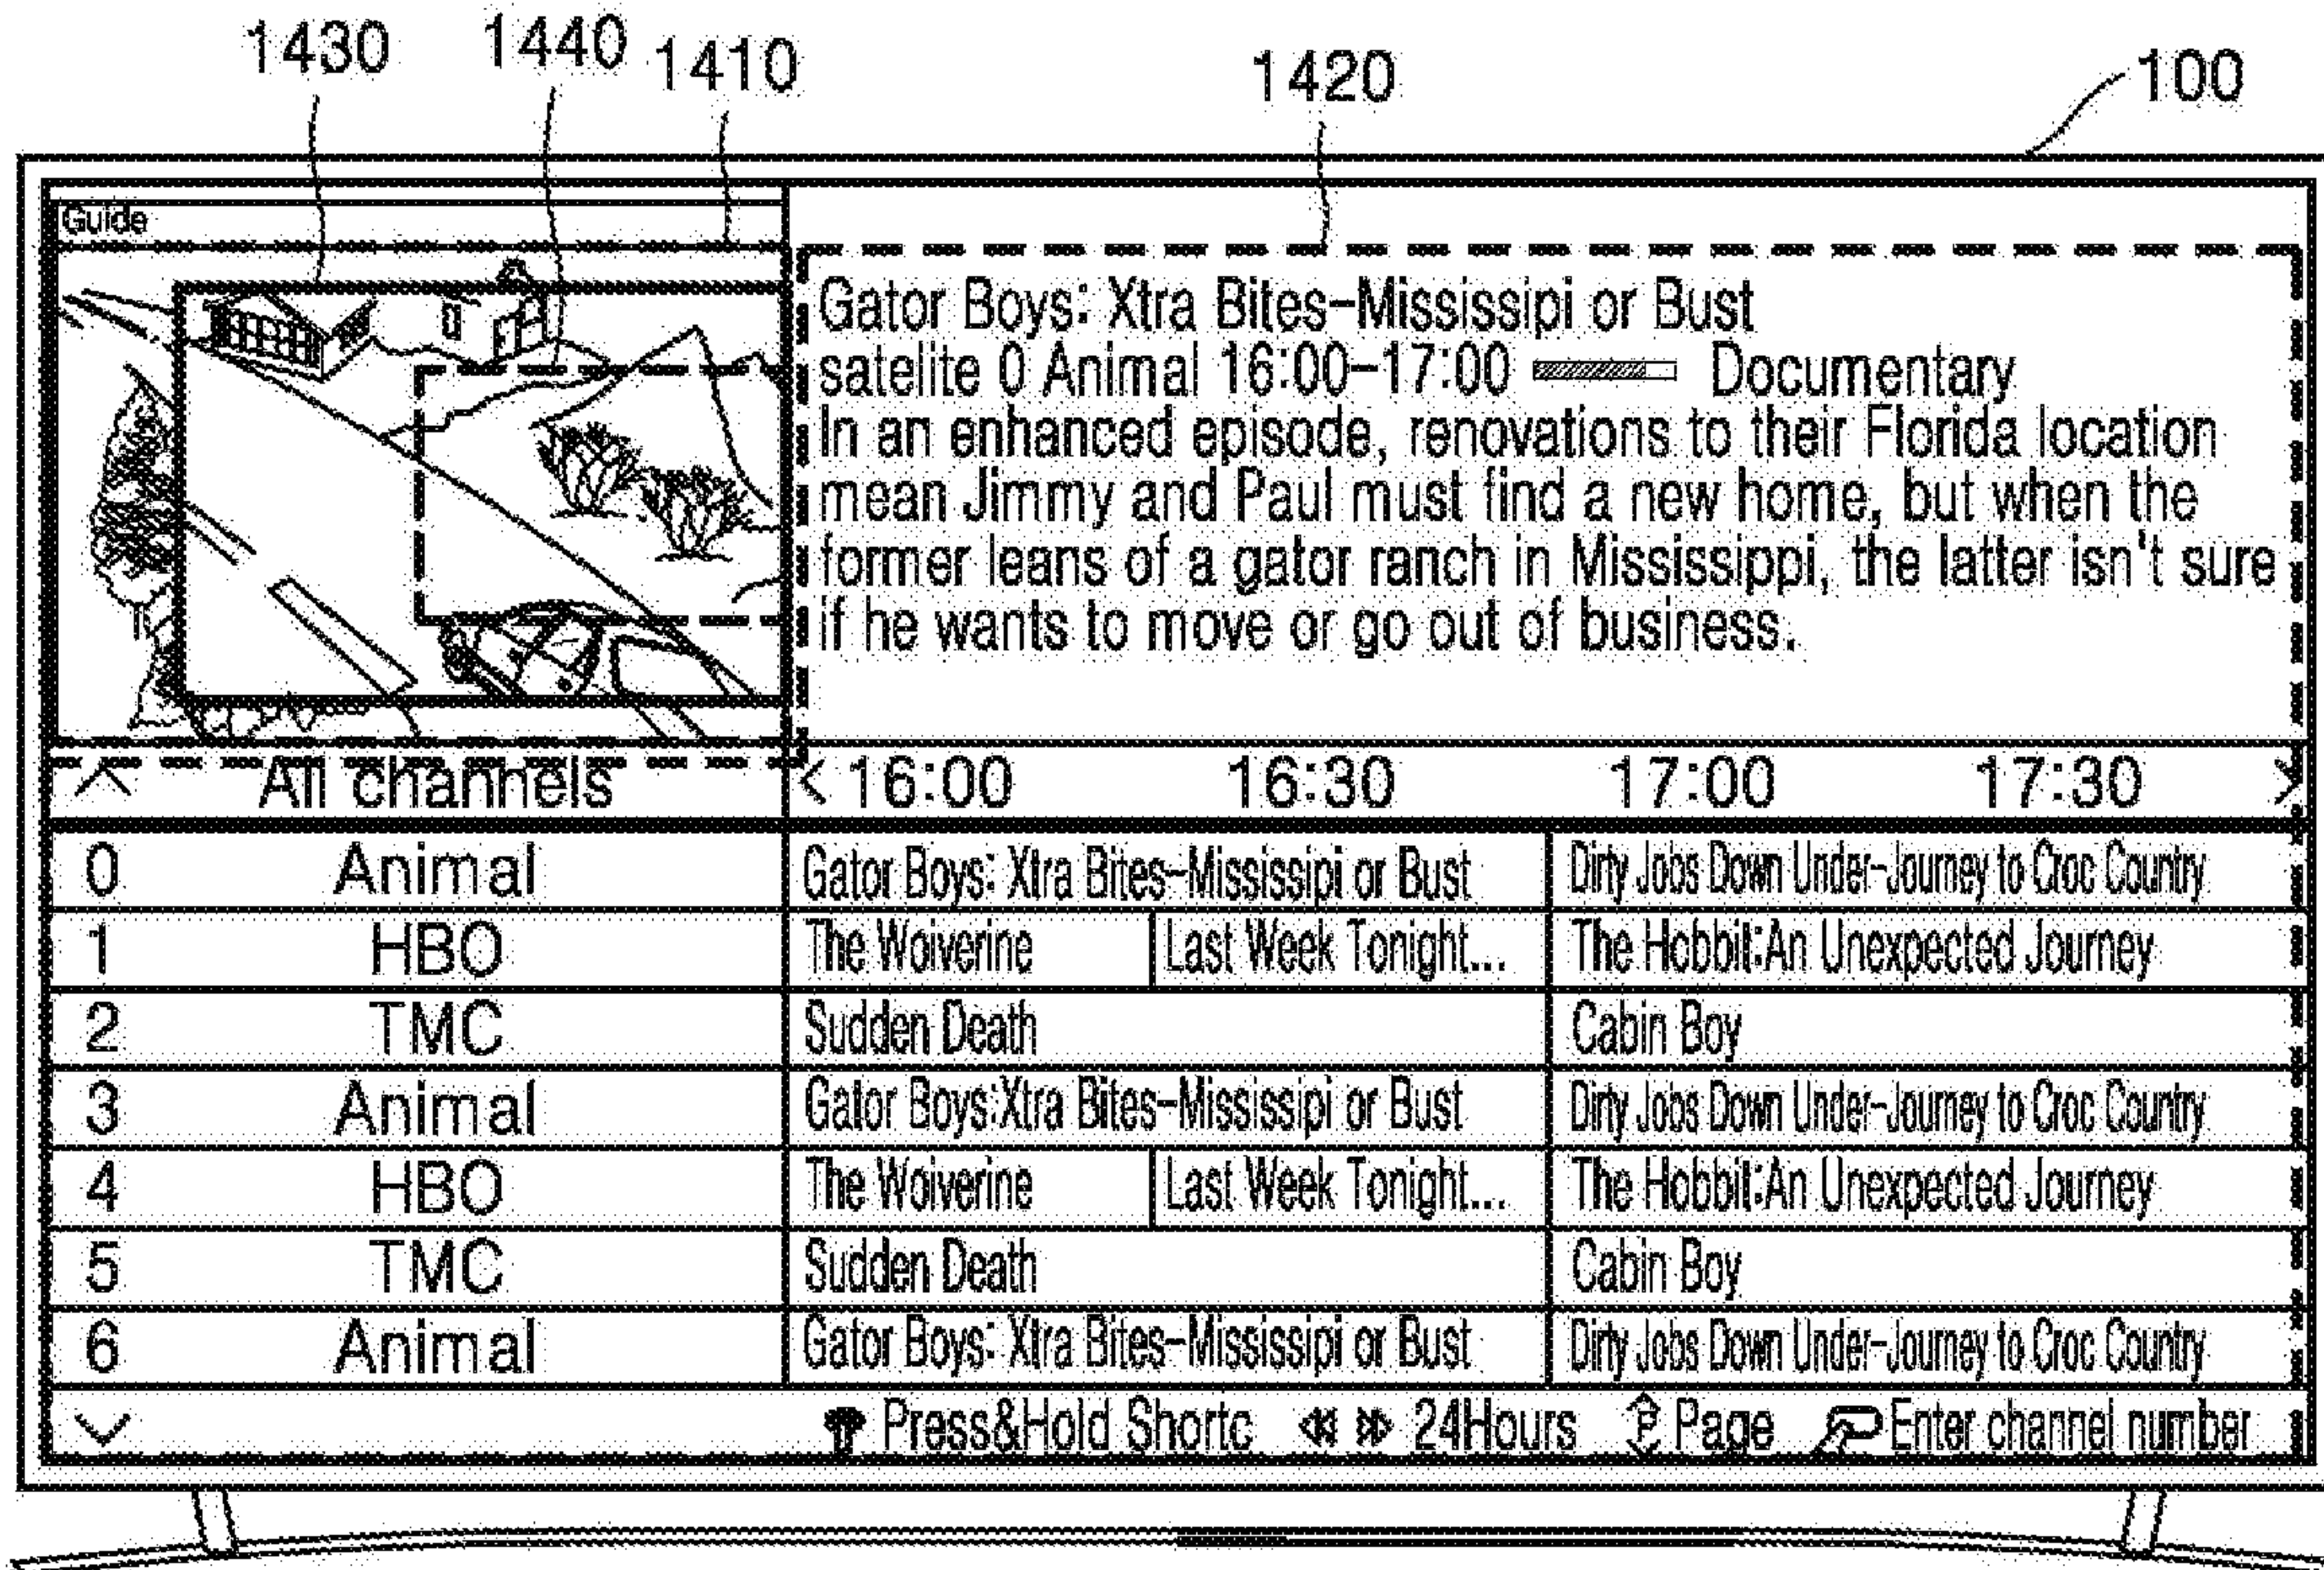 1430 1440 1410 1420 100
Guide
Gator Boys: Xtra Bites-Mississipi or Bust
satelite 0 Animal 16:00-17:00 Documentary
In an enhanced episode, renovations to their Florida location
mean Jimmy and Paul must find a new home, but when the
former leans of a gator ranch in Mississippi, the latter isn't sure
if he wants to move or go out of business.
All channels < 16:00 16:30 17:00 17:30 >
0 Animal Gator Boys: Xtra Bites-Mississipi or Bust Dirty Jobs Down Under-Journey to Croc Country
1 HBO The Woiverine Last Week Tonight... The Hobbit:An Unexpected Journey
2 TMC Sudden Death Cabin Boy
3 Animal Gator Boys:Xtra Bites-Mississipi or Bust Dirty Jobs Down Under-Journey to Croc Country
4 HBO The Woiverine Last Week Tonight... The Hobbit:An Unexpected Journey
5 TMC Sudden Death Cabin Boy
6 Animal Gator Boys: Xtra Bites-Mississipi or Bust Dirty Jobs Down Under-Journey to Croc Country
Press&Hold Shortc 24Hours P Page Enter channel number